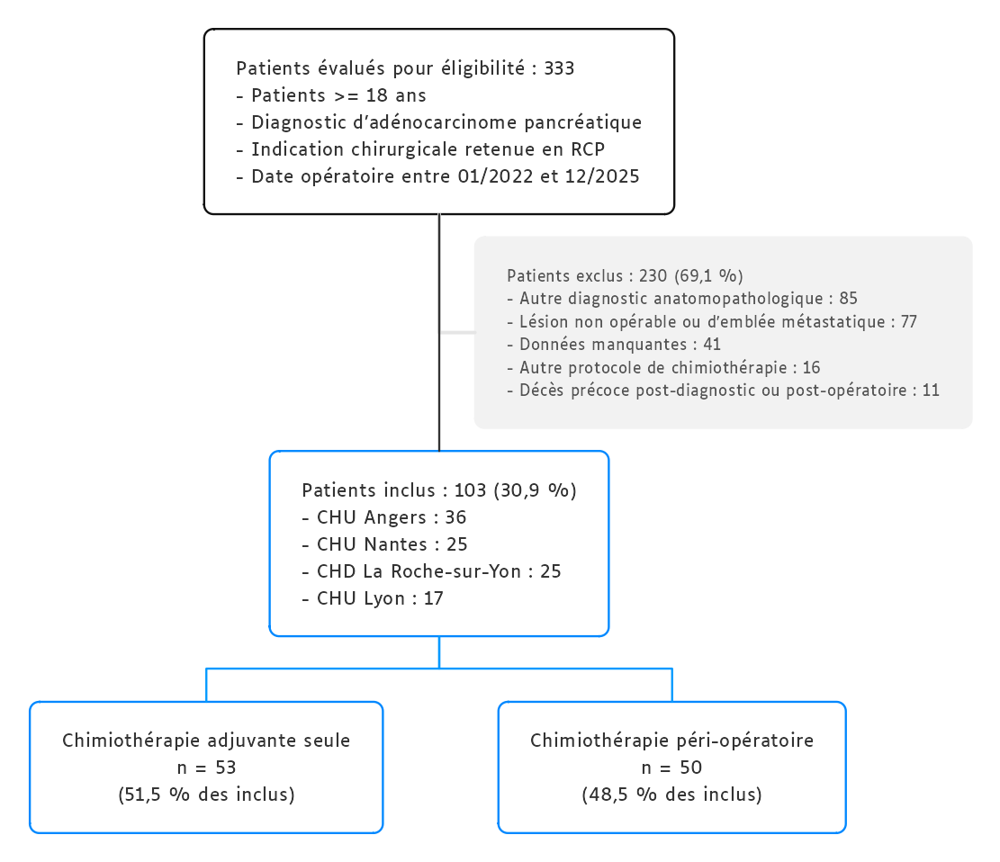 Patients évalués pour éligibilité : 333
- Patients >= 18 ans
- Diagnostic d'adénocarcinome pancréatique
- Indication chirurgicale retenue en RCP
- Date opératoire entre 01/2022 et 12/2025
Patients exclus : 230 (69,1 %)
- Autre diagnostic anatomopathologique : 85
- Lésion non opérable ou d'emblée métastatique : 77
- Données manquantes : 41
- Autre protocole de chimiothérapie : 16
- Décès précoce post-diagnostic ou post-opératoire : 11
Patients inclus : 103 (30,9 %)
- CHU Angers : 36
- CHU Nantes : 25
- CHD La Roche-sur-Yon : 25
- CHU Lyon : 17
Chimiothérapie adjuvante seule
n = 53
(51,5 % des inclus)
Chimiothérapie péri-opératoire
n = 50
(48,5 % des inclus)